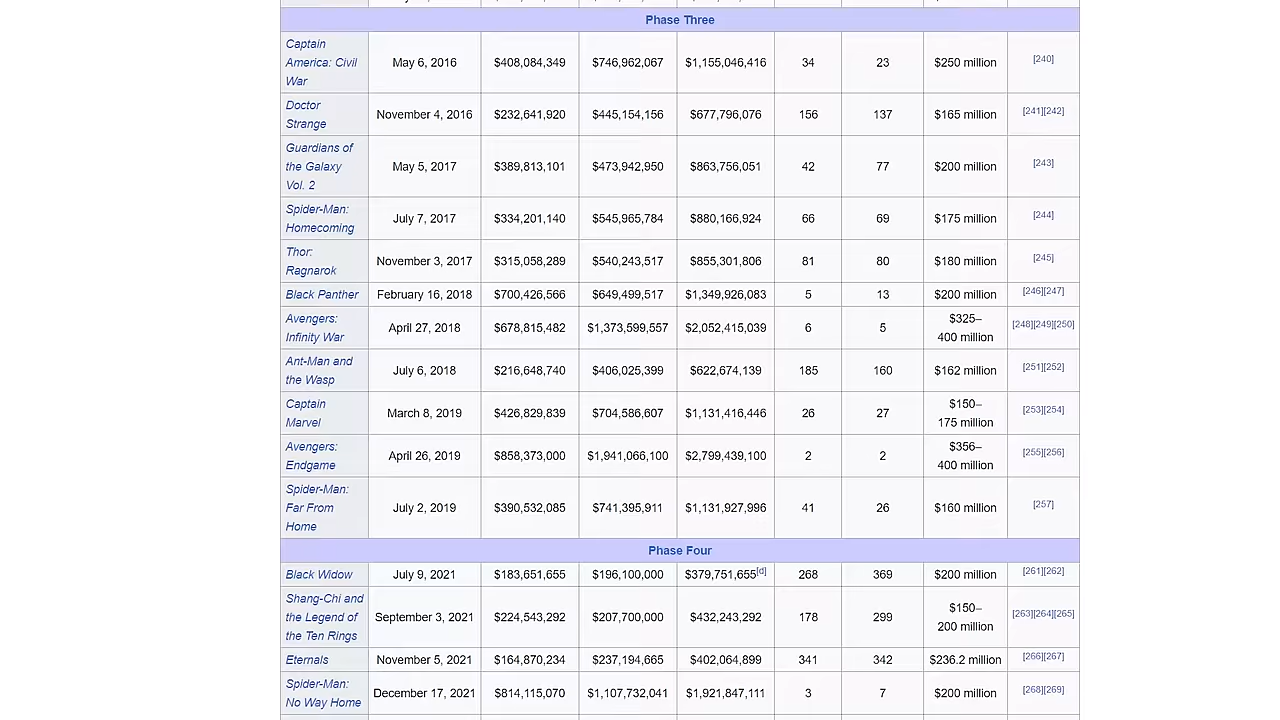 Phase Three
Captain America: Civil War May 6, 2016 $408,084,349 $746,962,067 $1,155,046,416 34 23 $250 million [240]
Doctor Strange November 4, 2016 $232,641,920 $445,154,156 $677,796,076 156 137 $165 million [241][242]
Guardians of the Galaxy Vol. 2 May 5, 2017 $389,813,101 $473,942,950 $863,756,051 42 77 $200 million [243]
Spider-Man: Homecoming July 7, 2017 $334,201,140 $545,965,784 $880,166,924 66 69 $175 million [244]
Thor: Ragnarok November 3, 2017 $315,058,289 $540,243,517 $855,301,806 81 80 $180 million [245]
Black Panther February 16, 2018 $700,426,566 $649,499,517 $1,349,926,083 5 13 $200 million [246][247]
Avengers: Infinity War April 27, 2018 $678,815,482 $1,373,599,557 $2,052,415,039 6 5 $325–400 million [248][249][250]
Ant-Man and the Wasp July 6, 2018 $216,648,740 $406,025,399 $622,674,139 185 160 $162 million [251][252]
Captain Marvel March 8, 2019 $426,829,839 $704,586,607 $1,131,416,446 26 27 $150–175 million [253][254]
Avengers: Endgame April 26, 2019 $858,373,000 $1,941,066,100 $2,799,439,100 2 2 $356–400 million [255][256]
Spider-Man: Far From Home July 2, 2019 $390,532,085 $741,395,911 $1,131,927,996 41 26 $160 million [257]
Phase Four
Black Widow July 9, 2021 $183,651,655 $196,100,000 $379,751,655[d] 268 369 $200 million [261][262]
Shang-Chi and the Legend of the Ten Rings September 3, 2021 $224,543,292 $207,700,000 $432,243,292 178 299 $150–200 million [263][264][265]
Eternals November 5, 2021 $164,870,234 $237,194,665 $402,064,899 341 342 $236.2 million [266][267]
Spider-Man: No Way Home December 17, 2021 $814,115,070 $1,107,732,041 $1,921,847,111 3 7 $200 million [268][269]